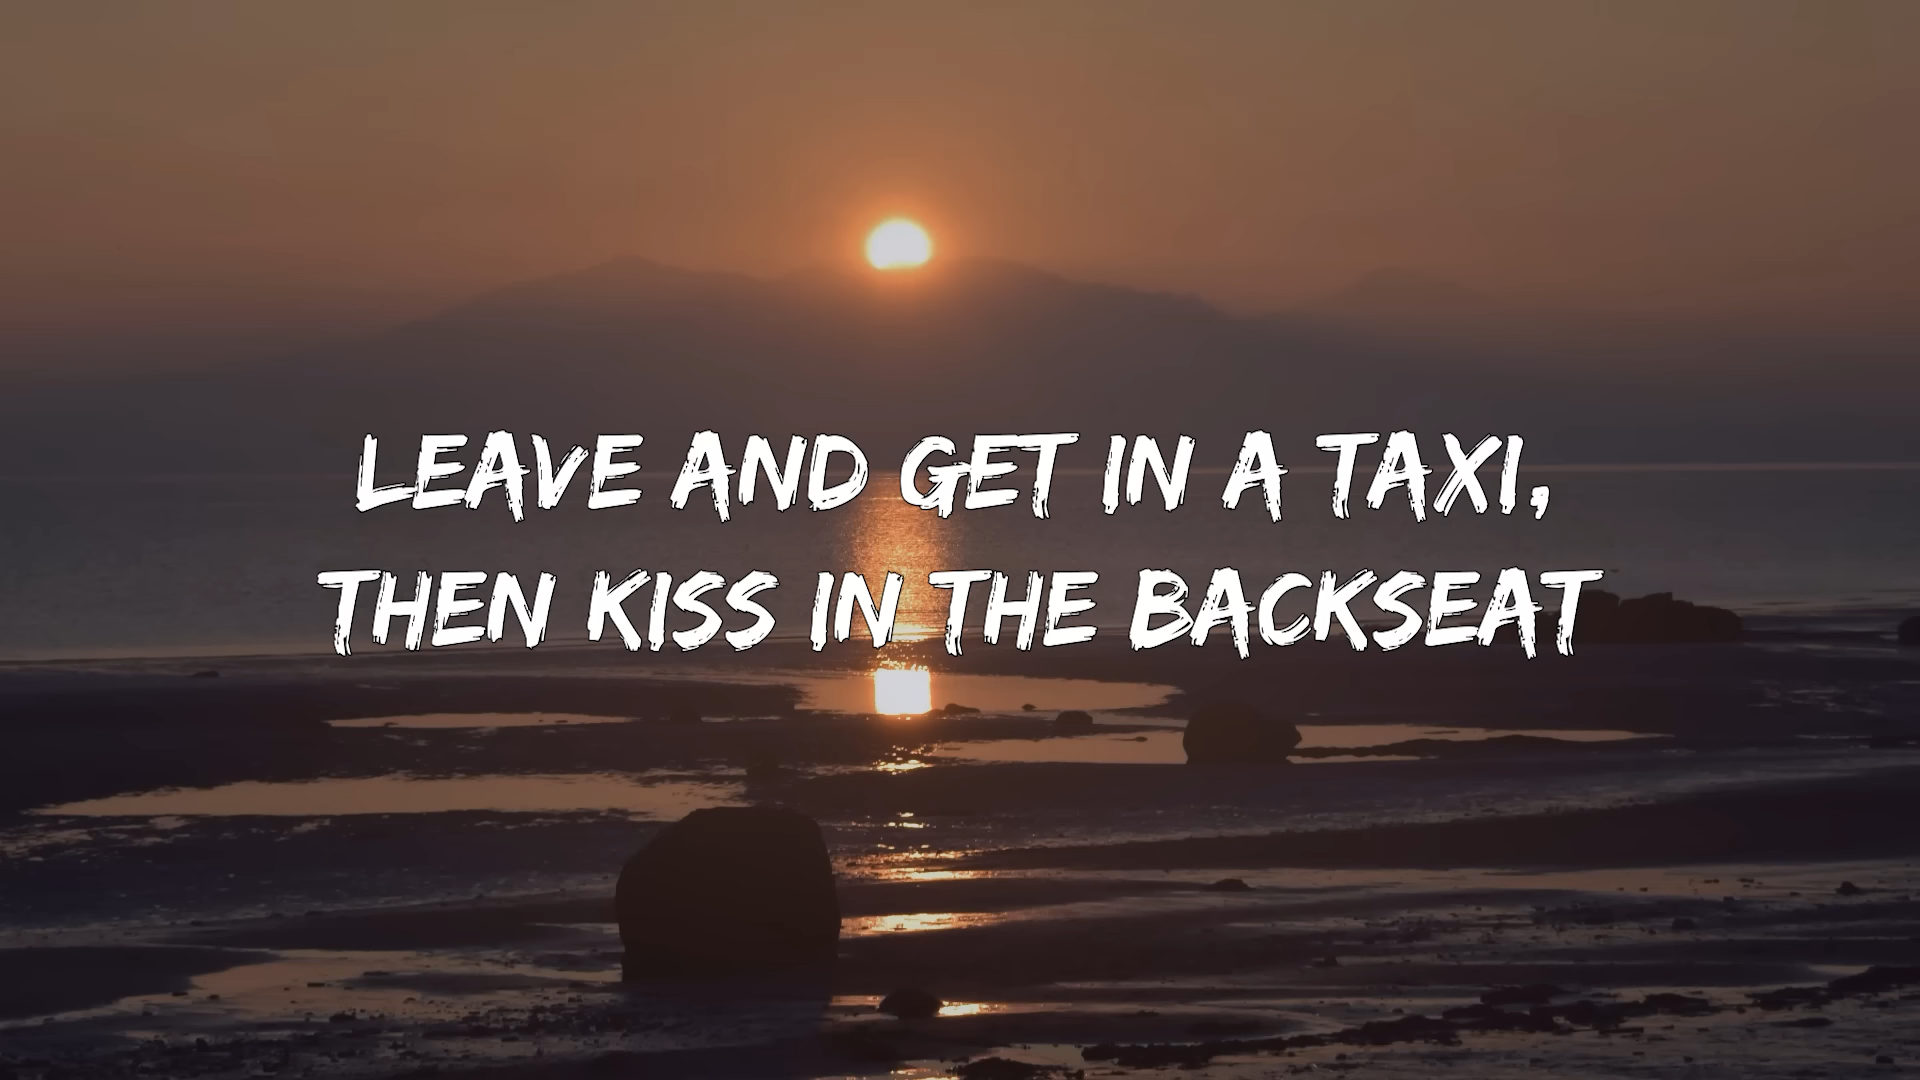 LEAVE AND GET IN A TAXI,
THEN KISS IN THE BACKSEAT